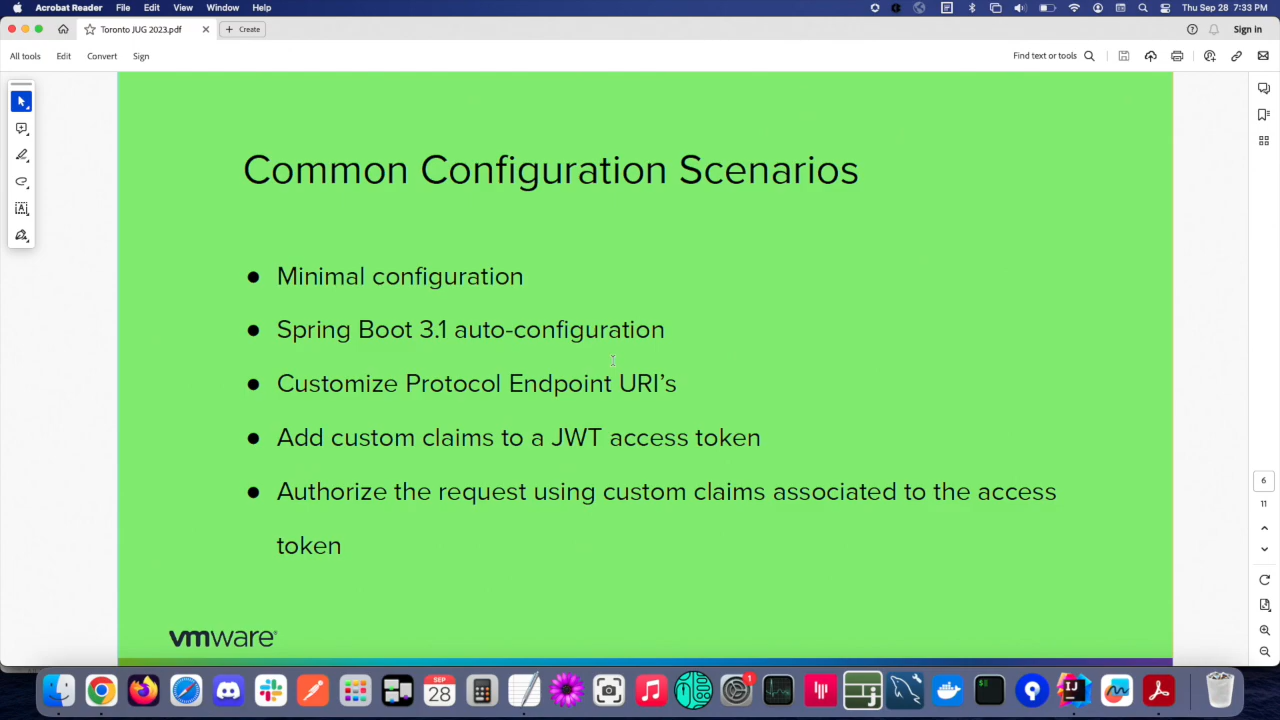 Acrobat Reader File Edit View Window Help Thu Sep 28 7:33 PM
Toronto JUG 2023.pdf + Create Sign in
All tools Edit Convert Sign Find text or tools
Common Configuration Scenarios
● Minimal configuration
● Spring Boot 3.1 auto-configuration
● Customize Protocol Endpoint URI’s
● Add custom claims to a JWT access token
● Authorize the request using custom claims associated to the access
token
6
11
vmware®
SEP
28
1